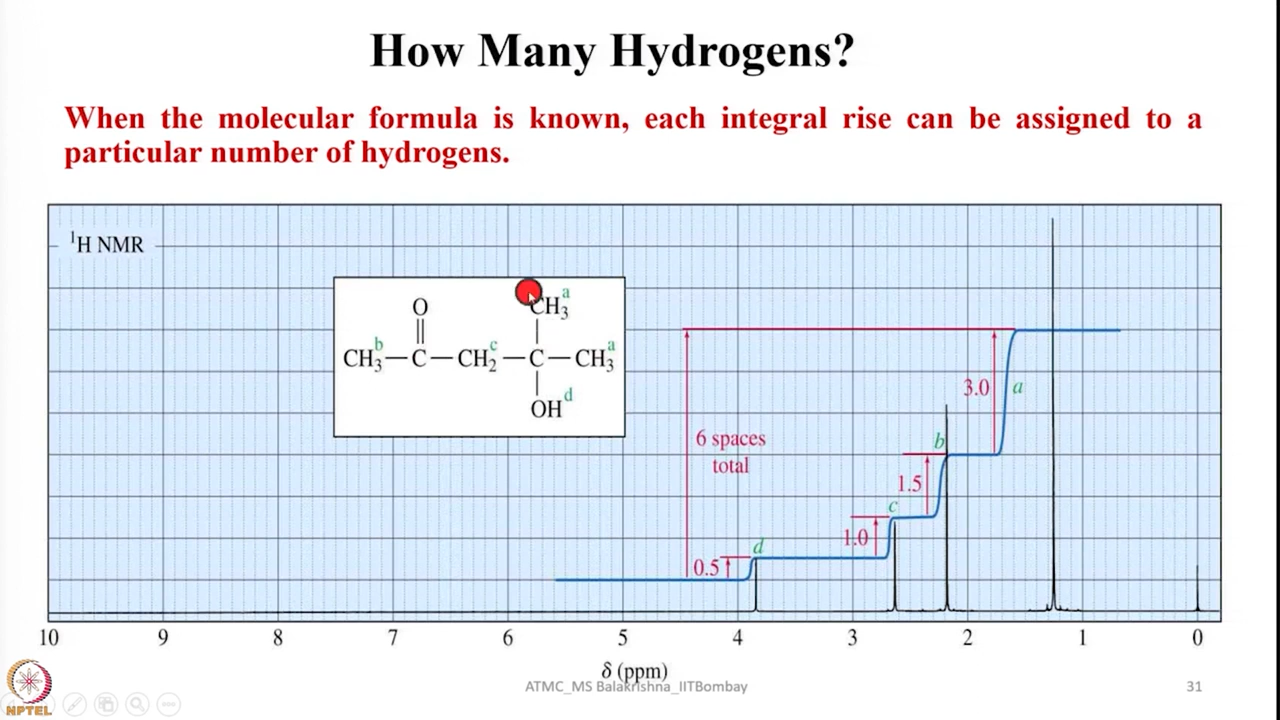 How Many Hydrogens?
When the molecular formula is known, each integral rise can be assigned to a
particular number of hydrogens.
¹H NMR
O
CH₃ᵃ
CH₃ᵇ—C—CH₂ᶜ—C—CH₃ᵃ
OHᵈ
3.0 a
6 spaces
total
b
1.5
c
1.0
d
0.5
10 9 8 7 6 5 4 3 2 1 0
δ (ppm)
ATMC_MS Balakrishna_IITBombay
31
NPTEL